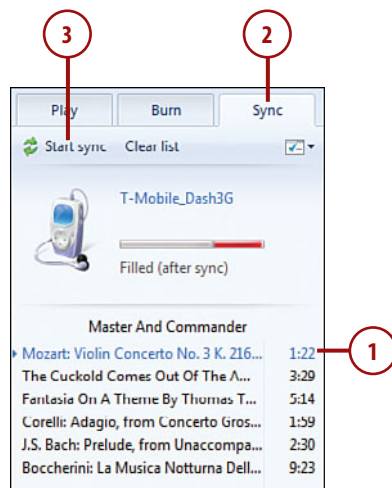 3 2
Play Burn Sync
Start sync Clear list
T-Mobile_Dash3G
Filled (after sync)
Master And Commander
Mozart: Violin Concerto No. 3 K. 216... 1:22 1
The Cuckold Comes Out Of The A... 3:29
Fantasia On A Theme By Thomas T... 5:14
Corelli: Adagio, from Concerto Gros... 1:59
J.S. Bach: Prelude, from Unaccompa... 2:30
Boccherini: La Musica Notturna Dell... 9:23